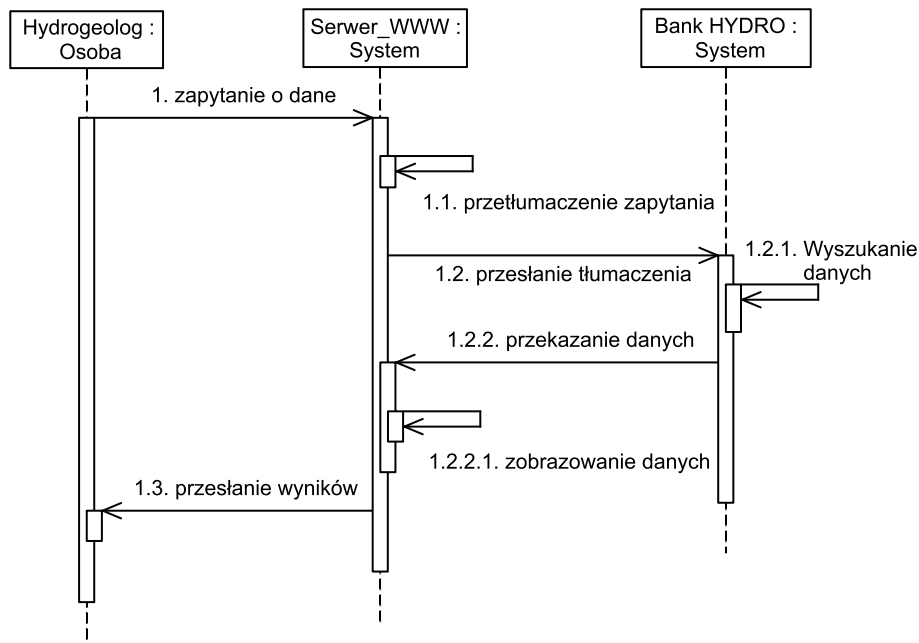 Hydrogeolog :
Osoba
Serwer_WWW :
System
Bank HYDRO :
System
1. zapytanie o dane
1.1. przetłumaczenie zapytania
1.2. przesłanie tłumaczenia
1.2.1. Wyszukanie
danych
1.2.2. przekazanie danych
1.2.2.1. zobrazowanie danych
1.3. przesłanie wyników